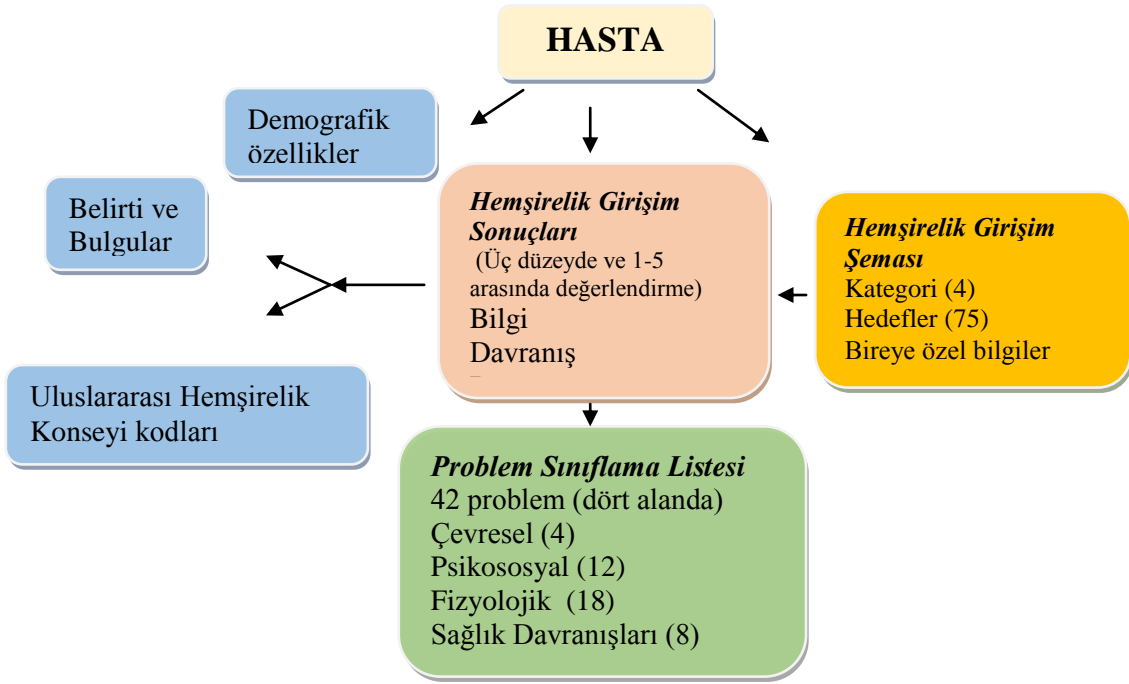 HASTA
Demografik
özellikler
Belirti ve
Bulgular
Hemşirelik Girişim
Sonuçları
(Üç düzeyde ve 1-5
arasında değerlendirme)
Bilgi
Davranış
Hemşirelik Girişim
Şeması
Kategori (4)
Hedefler (75)
Bireye özel bilgiler
Uluslararası Hemşirelik
Konseyi kodları
Problem Sınıflama Listesi
42 problem (dört alanda)
Çevresel (4)
Psikososyal (12)
Fizyolojik (18)
Sağlık Davranışları (8)